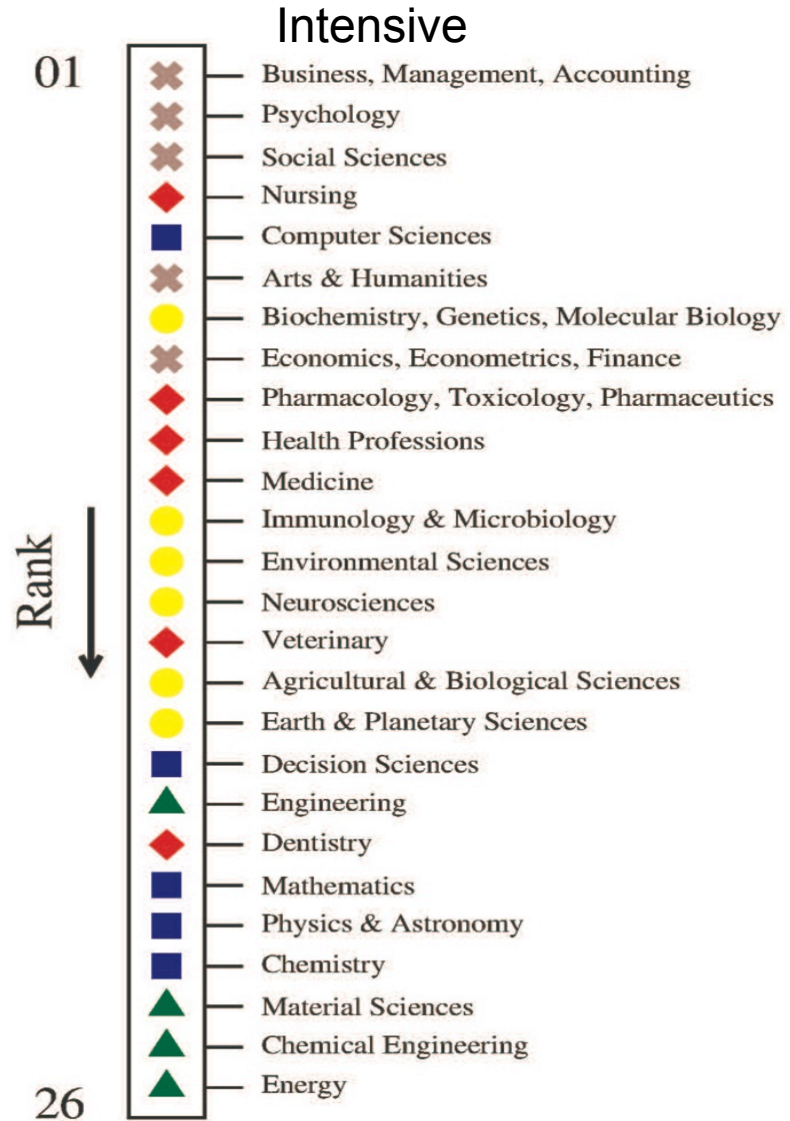 Intensive
01
Business, Management, Accounting
Psychology
Social Sciences
Nursing
Computer Sciences
Arts & Humanities
Biochemistry, Genetics, Molecular Biology
Economics, Econometrics, Finance
Pharmacology, Toxicology, Pharmaceutics
Health Professions
Medicine
Immunology & Microbiology
Environmental Sciences
Neurosciences
Veterinary
Agricultural & Biological Sciences
Earth & Planetary Sciences
Decision Sciences
Engineering
Dentistry
Mathematics
Physics & Astronomy
Chemistry
Material Sciences
Chemical Engineering
Energy
26
Rank